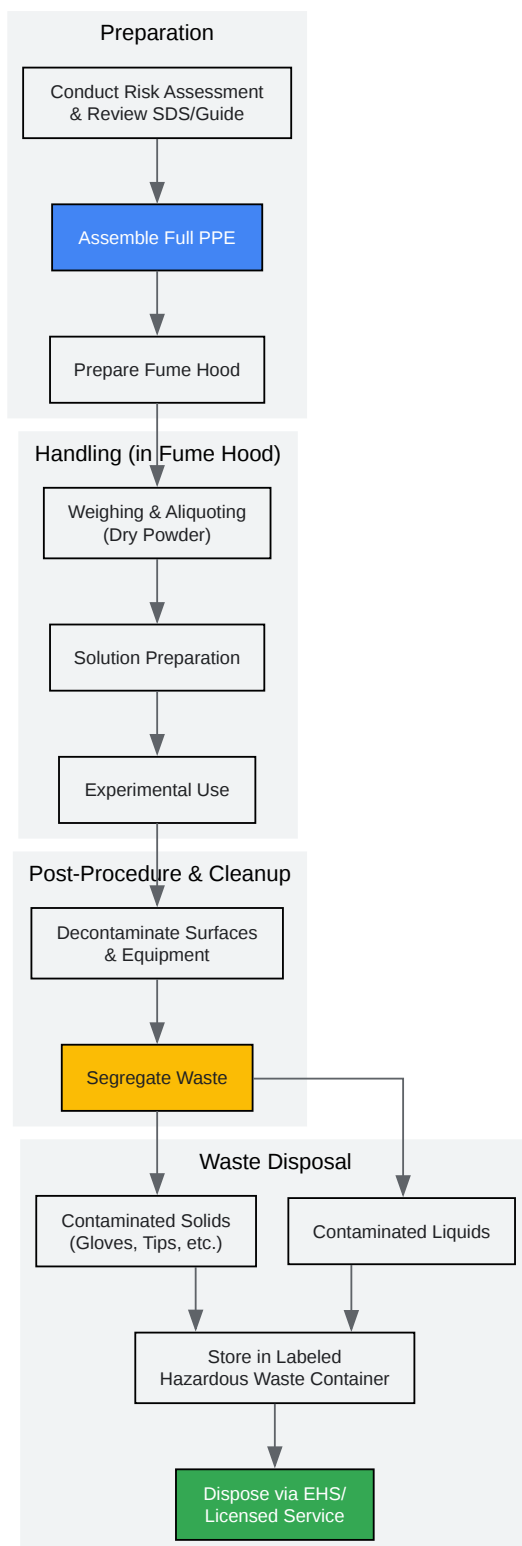 Preparation
Conduct Risk Assessment
& Review SDS/Guide
Assemble Full PPE
Prepare Fume Hood
Handling (in Fume Hood)
Weighing & Aliquoting
(Dry Powder)
Solution Preparation
Experimental Use
Post-Procedure & Cleanup
Decontaminate Surfaces
& Equipment
Segregate Waste
Waste Disposal
Contaminated Solids
(Gloves, Tips, etc.)
Contaminated Liquids
Store in Labeled
Hazardous Waste Container
Dispose via EHS/
Licensed Service